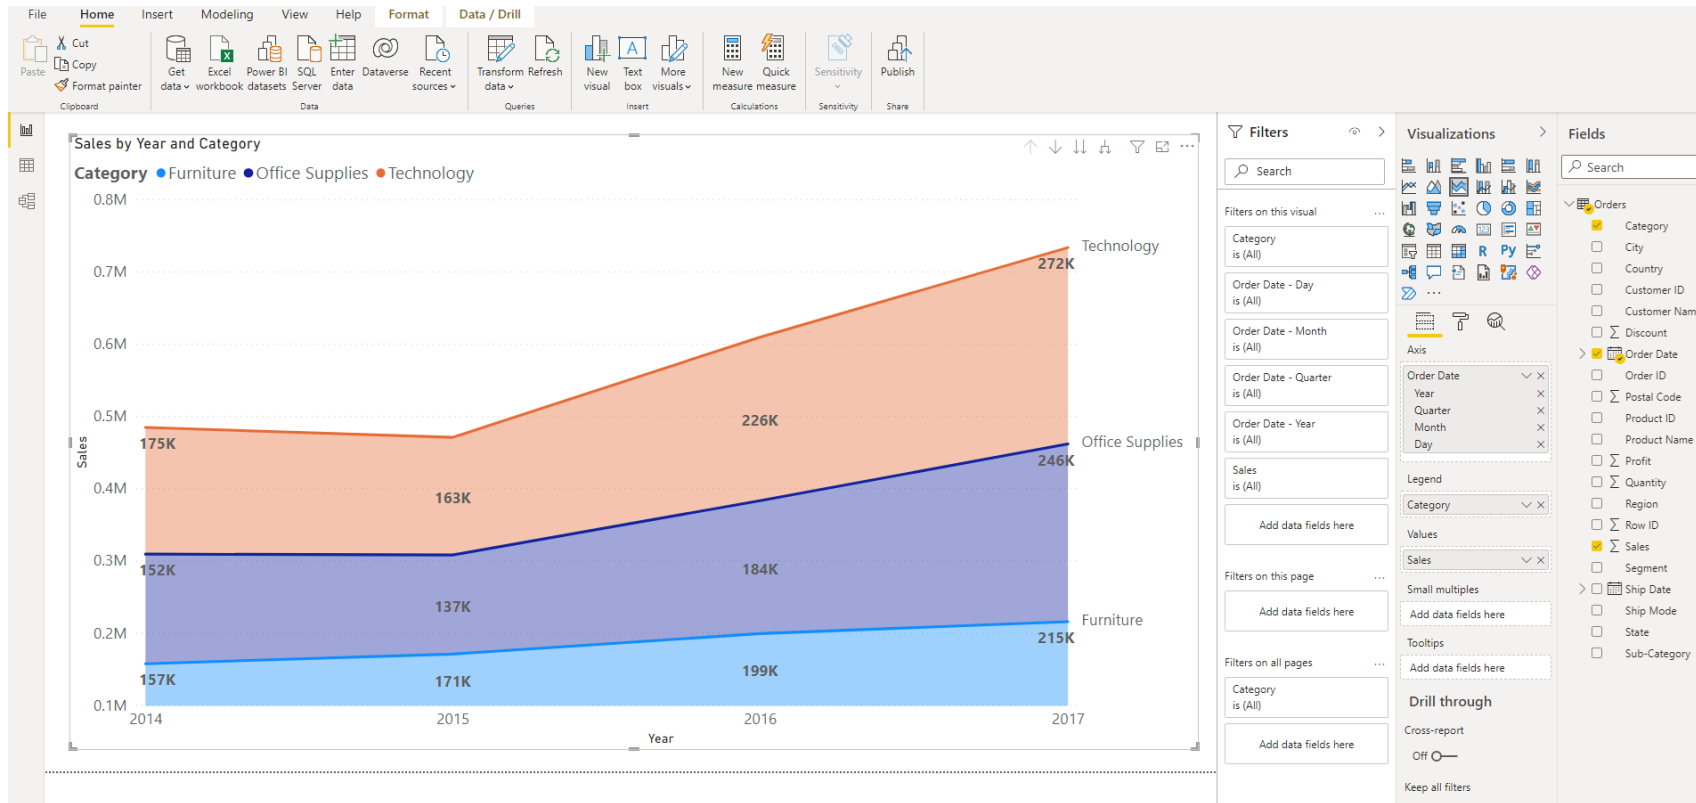 File Home Insert Modeling View Help Format Data / Drill
Paste
Cut
Copy
Format painter
Clipboard
Get data
Excel workbook
Power BI datasets
SQL Server
Enter data
Dataverse
Recent sources
Data
Transform data
Refresh
Queries
New visual
A
Text box
More visuals
Insert
New measure
Quick measure
Calculations
Sensitivity
Sensitivity
Publish
Share
Sales by Year and Category
Category Furniture Office Supplies Technology
0.8M
0.7M
0.6M
0.5M
0.4M
0.3M
0.2M
0.1M
Sales
175K
163K
226K
272K
Technology
152K
137K
184K
246K
Office Supplies
157K
171K
199K
215K
Furniture
2014 2015 2016 2017
Year
Filters
Search
Filters on this visual ...
Category
is (All)
Order Date - Day
is (All)
Order Date - Month
is (All)
Order Date - Quarter
is (All)
Order Date - Year
is (All)
Sales
is (All)
Add data fields here
Filters on this page ...
Add data fields here
Filters on all pages ...
Category
is (All)
Add data fields here
Visualizations
123
R Py
...
Axis
Order Date
Year
Quarter
Month
Day
Legend
Category
Values
Sales
Small multiples
Add data fields here
Tooltips
Add data fields here
Drill through
Cross-report
Off
Keep all filters
Fields
Search
Orders
Category
City
Country
Customer ID
Customer Nam
Σ Discount
Order Date
Order ID
Σ Postal Code
Product ID
Product Name
Σ Profit
Σ Quantity
Region
Σ Row ID
Σ Sales
Segment
Ship Date
Ship Mode
State
Sub-Category